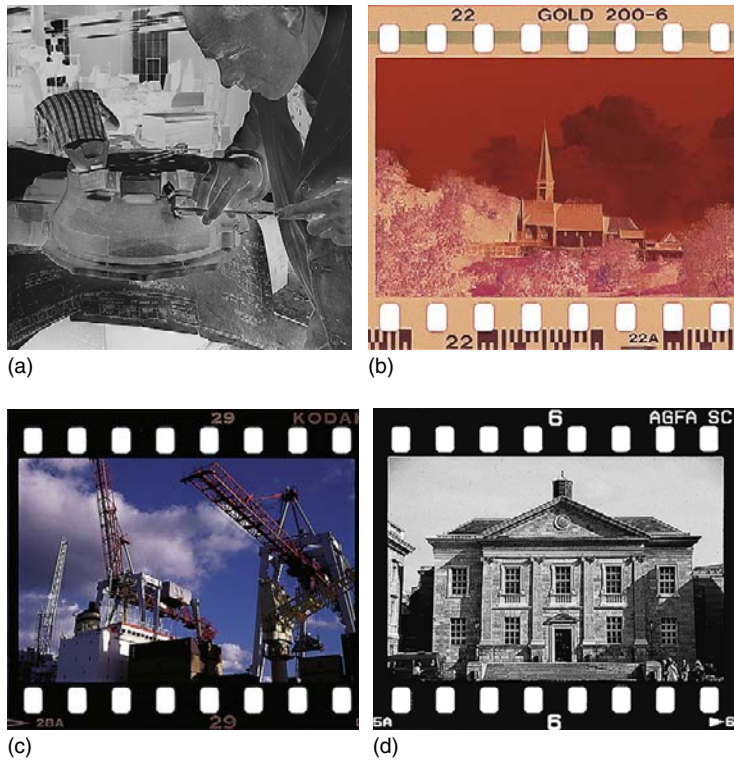 22 GOLD 200-6
22 22A
(a)
(b)
29 KODAK
28A 29
6 AGFA SC
5A 6 6
(c)
(d)